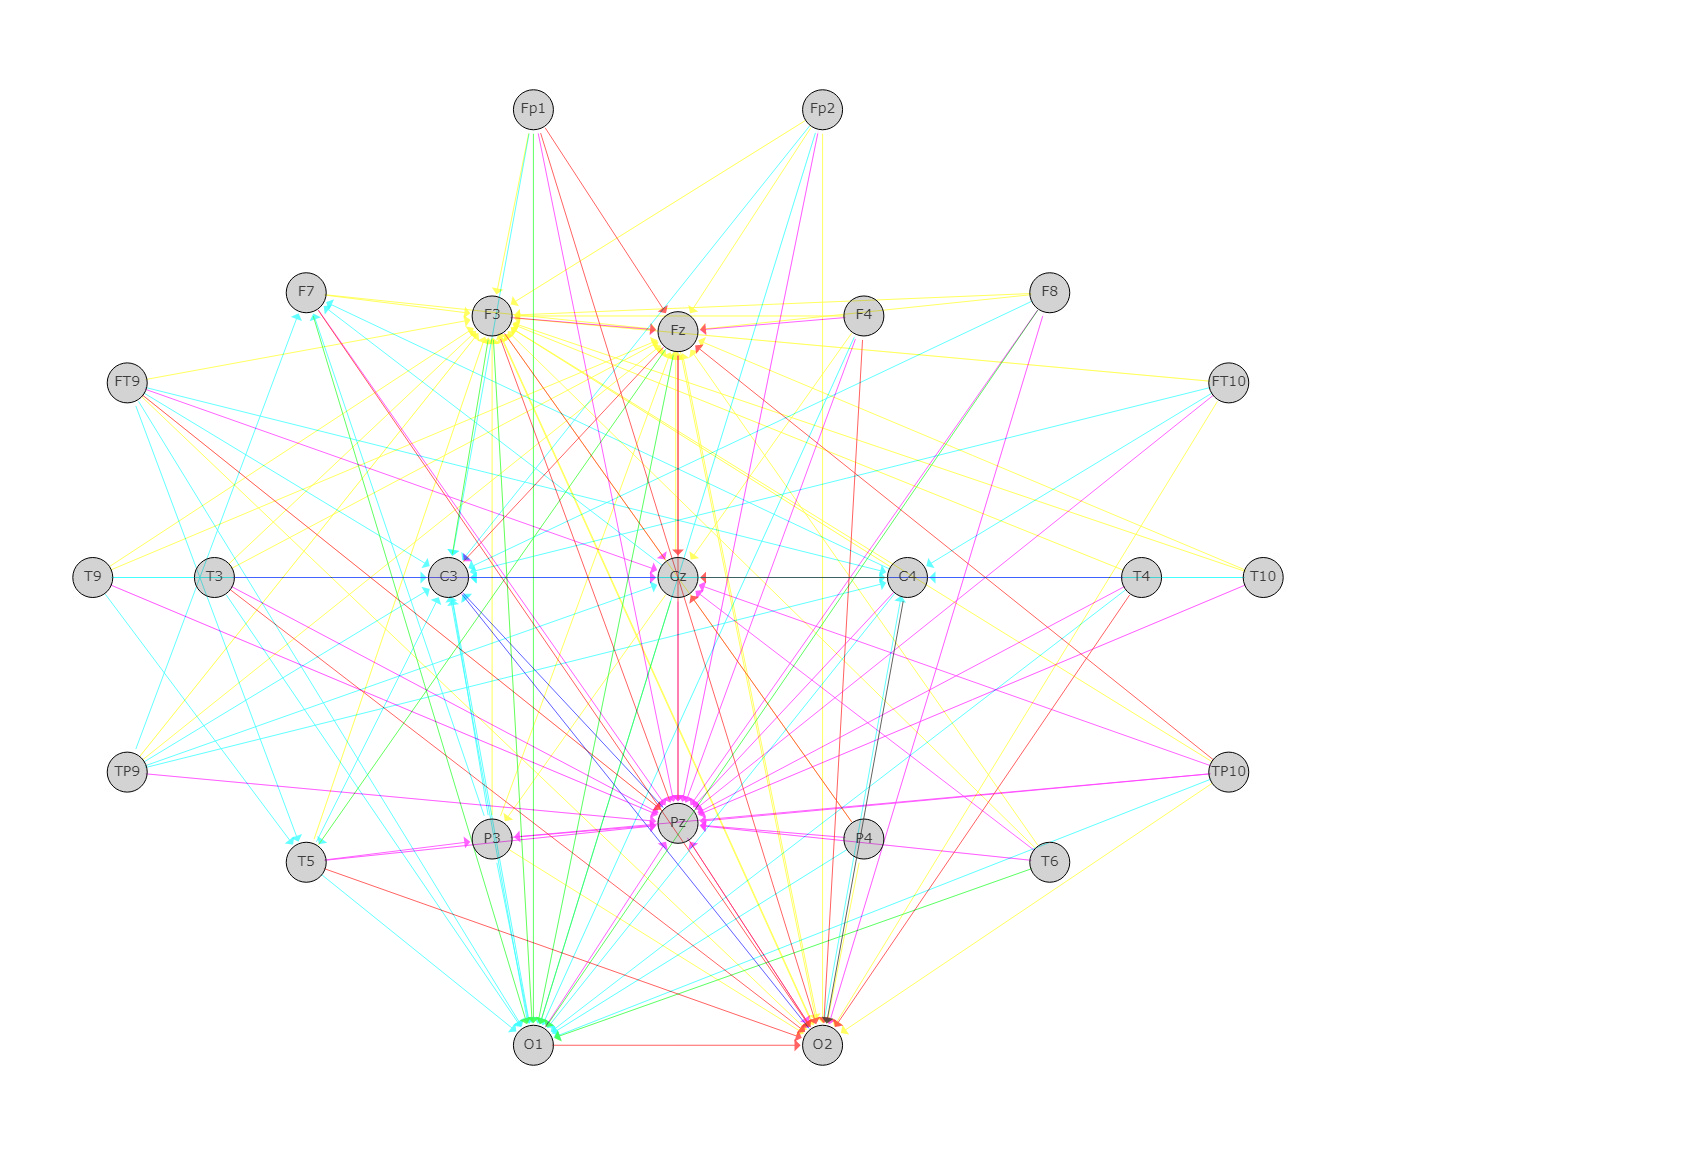 Fp1 Fp2
F7 F3 Fz F4 F8
FT9 FT10
T9 T3 C3 Cz C4 T4 T10
TP9 TP10
T5 P3 Pz P4 T6
O1 O2